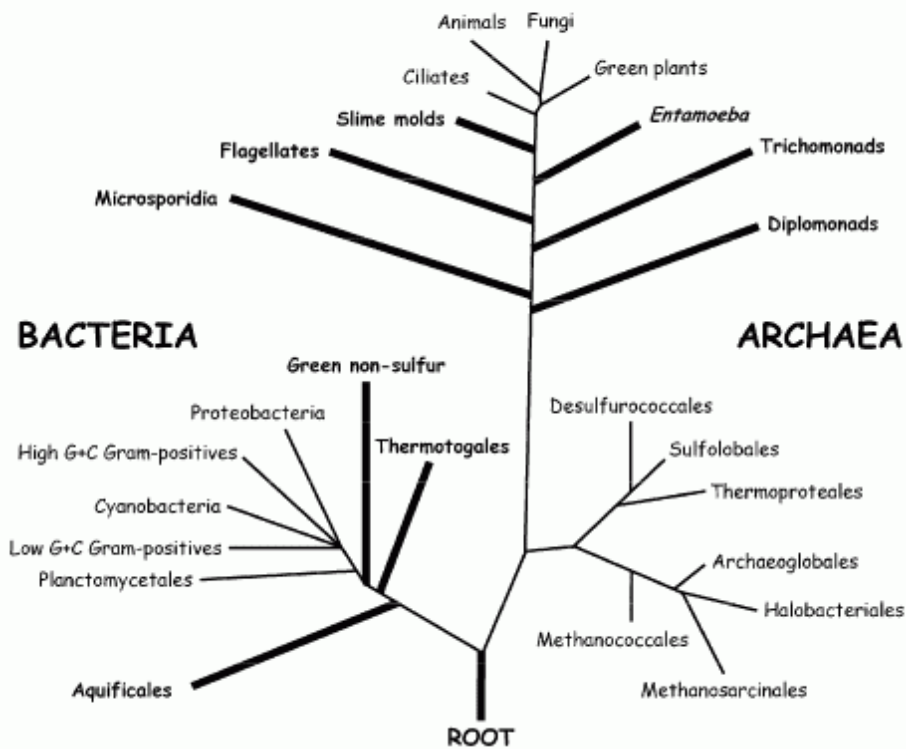 Animals
Fungi
Ciliates
Green plants
Slime molds
Entamoeba
Flagellates
Trichomonads
Microsporidia
Diplomonads
BACTERIA
ARCHAEA
Green non-sulfur
Desulfurococcales
Proteobacteria
Thermotogales
Sulfolobales
High G+C Gram-positives
Thermoproteales
Cyanobacteria
Low G+C Gram-positives
Archaeoglobales
Planctomycetales
Halobacteriales
Methanococcales
Aquificales
Methanosarcinales
ROOT